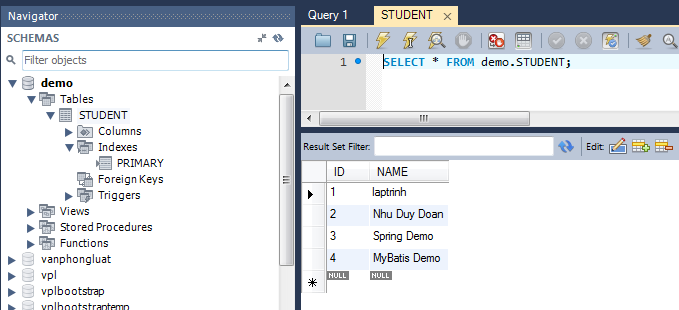 Navigator
SCHEMAS
Filter objects
demo
Tables
STUDENT
Columns
Indexes
PRIMARY
Foreign Keys
Triggers
Views
Stored Procedures
Functions
vanphongluat
vpl
vplbootstrap
vplbootstraptemp
Query 1 STUDENT
1 SELECT * FROM demo.STUDENT;
Result Set Filter: Edit:
ID NAME
1 laptrinh
2 Nhu Duy Doan
3 Spring Demo
4 MyBatis Demo
NULL NULL